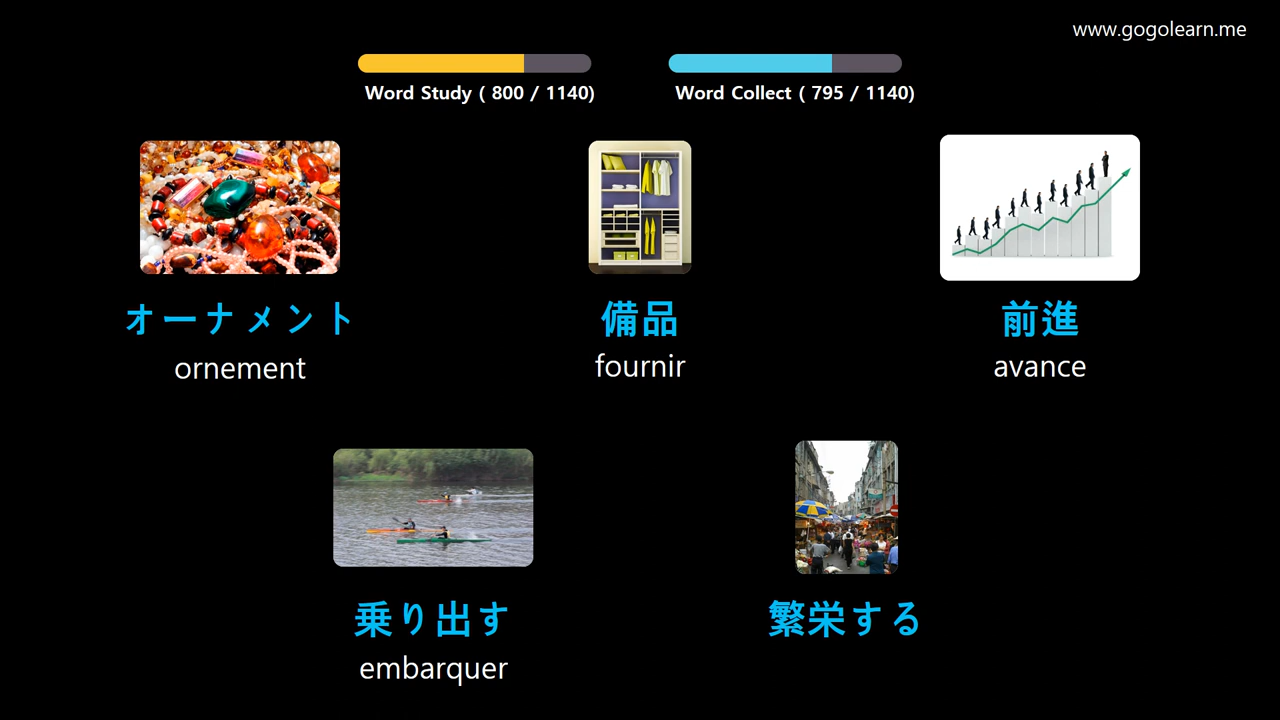 www.gogolearn.me
Word Study ( 800 / 1140)
Word Collect ( 795 / 1140)
オーナメント
ornement
備品
fournir
前進
avance
乗り出す
embarquer
繁栄する